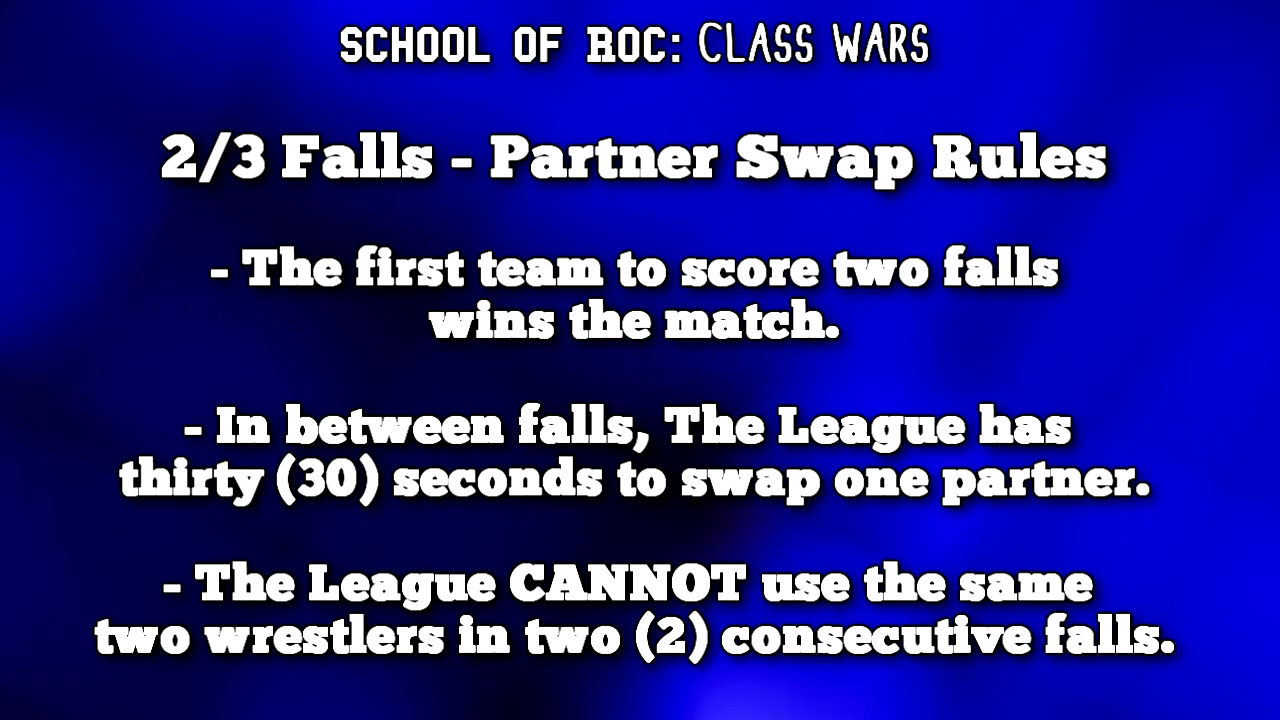 SCHOOL OF ROC: CLASS WARS
2/3 Falls - Partner Swap Rules
- The first team to score two falls
wins the match.
- In between falls, The League has
thirty (30) seconds to swap one partner.
- The League CANNOT use the same
two wrestlers in two (2) consecutive falls.